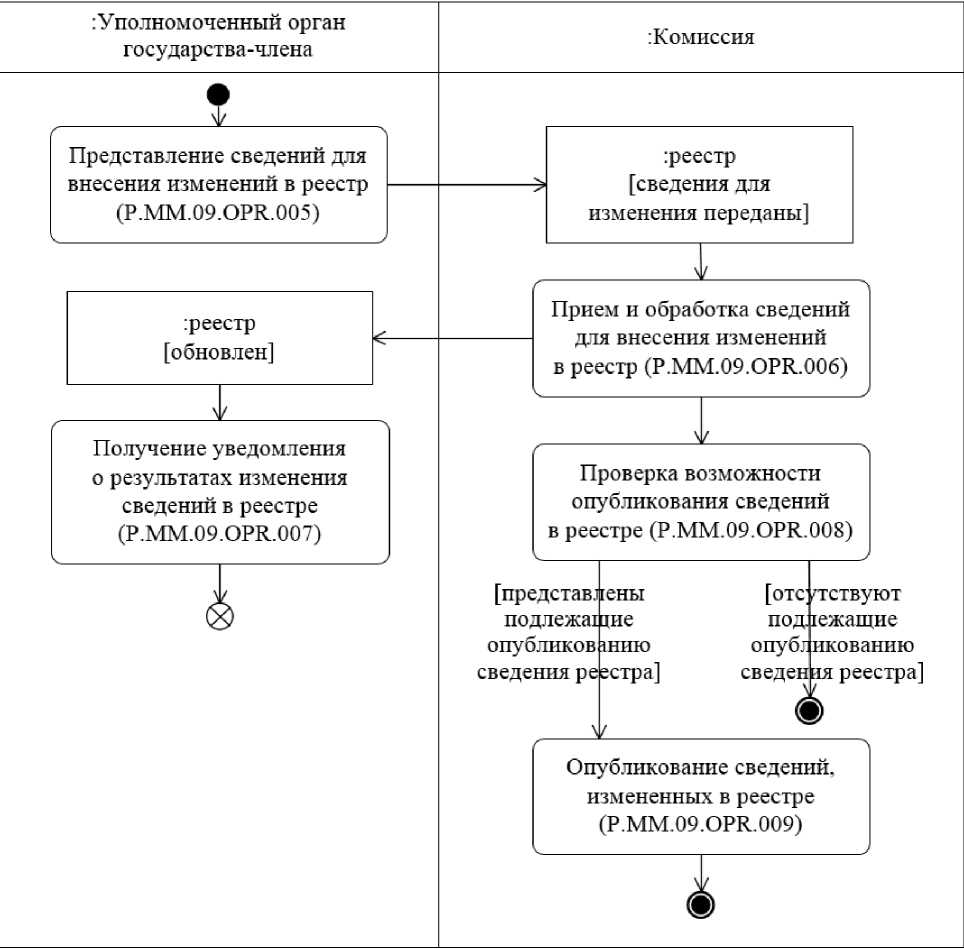 :Уполномоченный орган
государства-члена
:Комиссия
Представление сведений для
внесения изменений в реестр
(P.MM.09.OPR.005)
:реестр
[сведения для
изменения переданы]
:реестр
[обновлен]
Прием и обработка сведений
для внесения изменений
в реестр (P.MM.09.OPR.006)
Получение уведомления
о результатах изменения
сведений в реестре
(P.MM.09.OPR.007)
Проверка возможности
опубликования сведений
в реестре (P.MM.09.OPR.008)
[представлены
подлежащие
опубликованию
сведения реестра]
[отсутствуют
подлежащие
опубликованию
сведения реестра]
Опубликование сведений,
измененных в реестре
(P.MM.09.OPR.009)